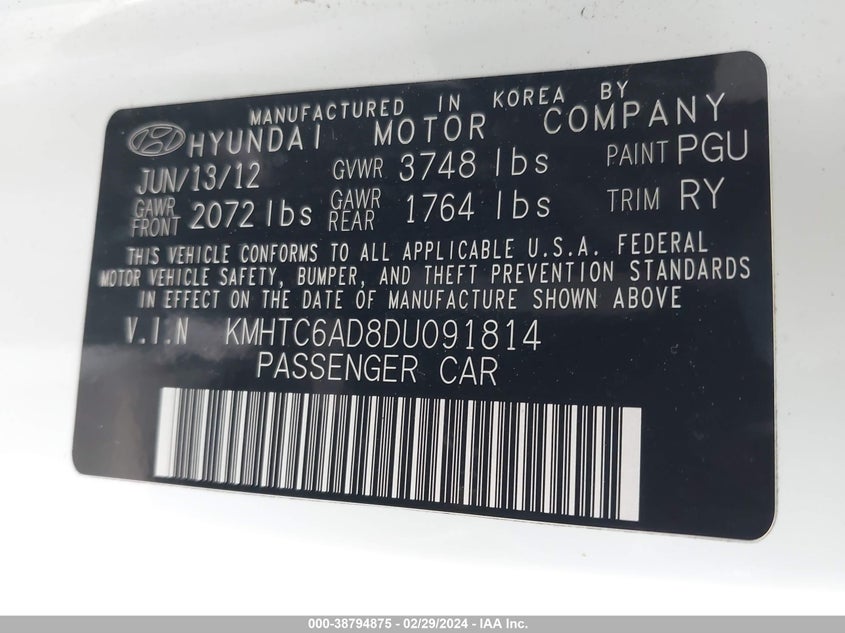 MANUFACTURED IN KOREA BY
HYUNDAI MOTOR COMPANY
JUN/13/12 GVWR 3748 lbs PAINT PGU
GAWR FRONT 2072 lbs GAWR REAR 1764 lbs TRIM RY
THIS VEHICLE CONFORMS TO ALL APPLICABLE U.S.A. FEDERAL
MOTOR VEHICLE SAFETY, BUMPER, AND THEFT PREVENTION STANDARDS
IN EFFECT ON THE DATE OF MANUFACTURE SHOWN ABOVE
V.I.N KMHTC6AD8DU091814
PASSENGER CAR
000-38794875 - 02/29/2024 - IAA Inc.